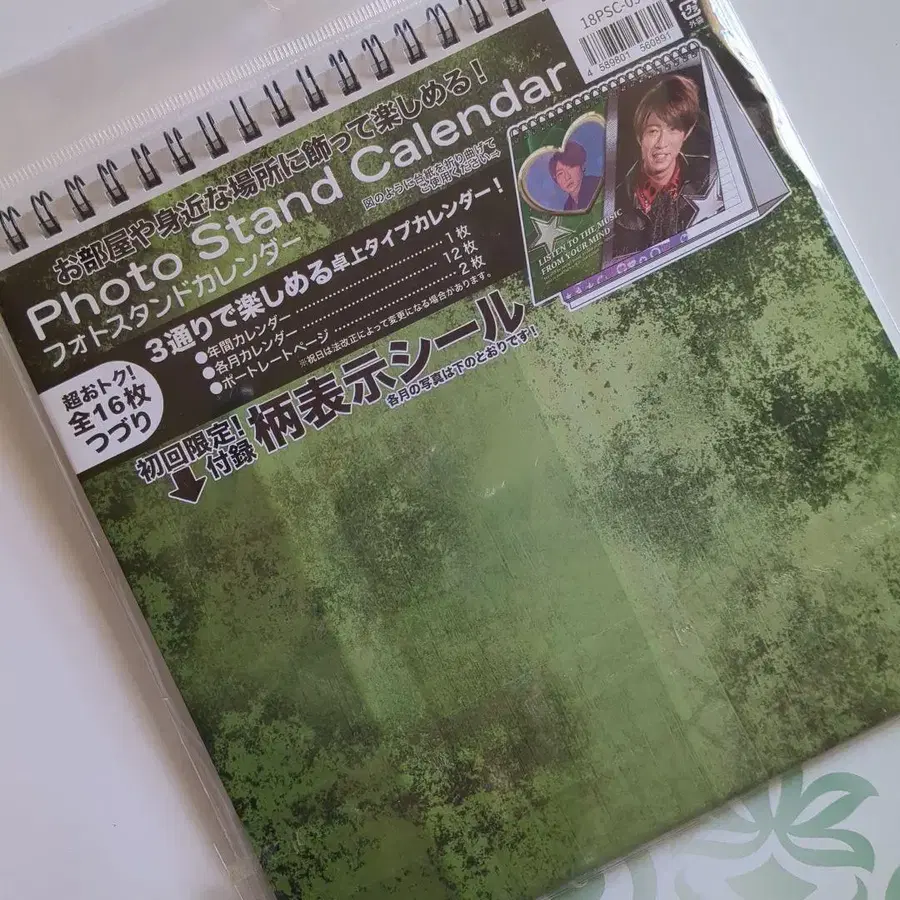 18PSC-05
4 589801 560891
外袋
お部屋や身近な場所に飾って楽しめる!
Photo Stand Calendar
フォトスタンドカレンダー
図のように台紙を折り曲げて
ご使用ください→
3通りで楽しめる卓上タイプカレンダー!
●年間カレンダー……………………1枚
●各月カレンダー……………………12枚
●ポートレートページ………………2枚
※祝日は法改正によって変更になる場合があります。
超おトク!
全16枚
つづり
初回限定!
付録
柄表示シール
各月の写真は下のとおりです!
LISTEN TO THE MUSIC
FROM YOUR MIND